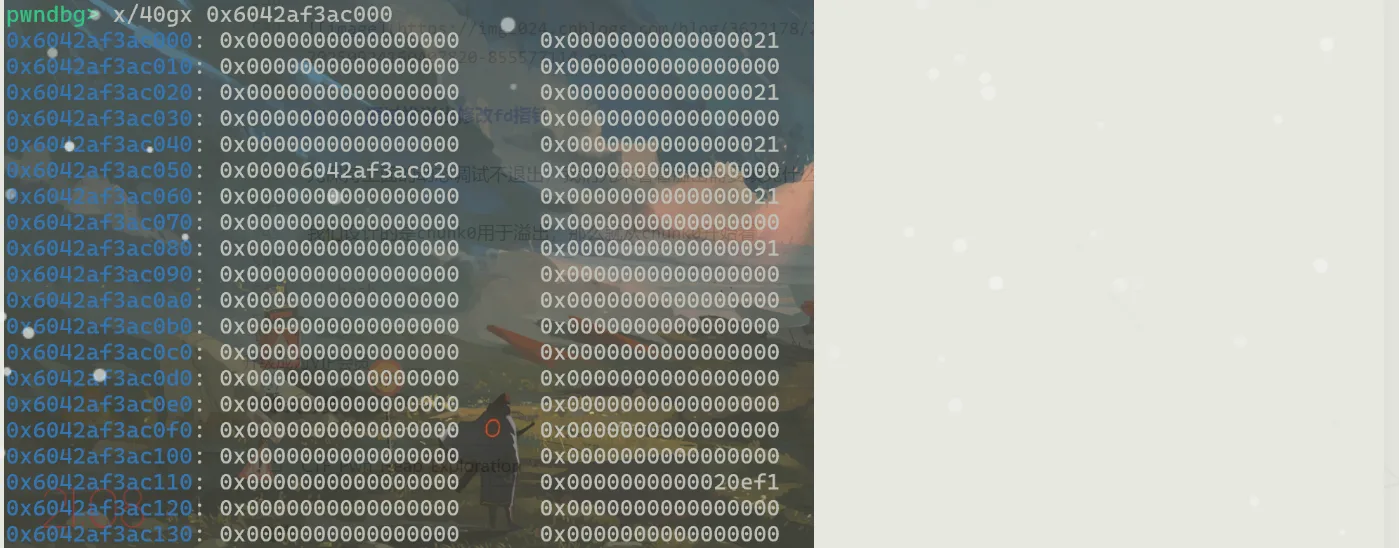 pwndbg> x/40gx 0x6042af3ac000
0x6042af3ac000: 0x0000000000000000 0x0000000000000021
0x6042af3ac010: 0x0000000000000000 0x0000000000000000
0x6042af3ac020: 0x0000000000000000 0x0000000000000021
0x6042af3ac030: 0x0000000000000000 0x0000000000000000
0x6042af3ac040: 0x0000000000000000 0x0000000000000021
0x6042af3ac050: 0x00006042af3ac020 0x0000000000000000
0x6042af3ac060: 0x0000000000000000 0x0000000000000021
0x6042af3ac070: 0x0000000000000000 0x0000000000000000
0x6042af3ac080: 0x0000000000000000 0x0000000000000091
0x6042af3ac090: 0x0000000000000000 0x0000000000000000
0x6042af3ac0a0: 0x0000000000000000 0x0000000000000000
0x6042af3ac0b0: 0x0000000000000000 0x0000000000000000
0x6042af3ac0c0: 0x0000000000000000 0x0000000000000000
0x6042af3ac0d0: 0x0000000000000000 0x0000000000000000
0x6042af3ac0e0: 0x0000000000000000 0x0000000000000000
0x6042af3ac0f0: 0x0000000000000000 0x0000000000000000
0x6042af3ac100: 0x0000000000000000 0x0000000000000000
0x6042af3ac110: 0x0000000000000000 0x0000000000020ef1
0x6042af3ac120: 0x0000000000000000 0x0000000000000000
0x6042af3ac130: 0x0000000000000000 0x0000000000000000